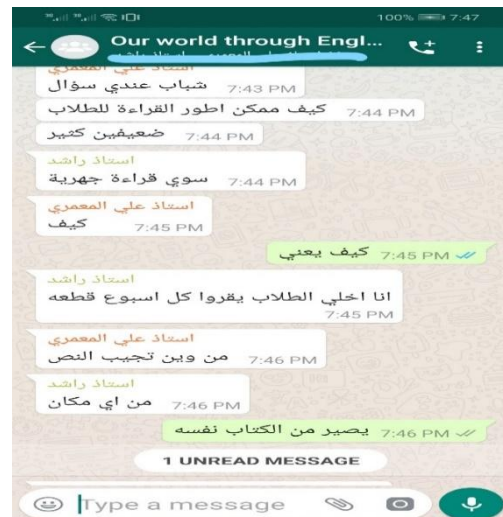 100% 7:47
Our world through Engl...
استاذ علي المعمري
شباب عندي سؤال 7:43 PM
كيف ممكن اطور القراءة للطلاب 7:44 PM
ضعيفين كثير 7:44 PM
استاذ راشد
سوي قراءة جهرية 7:44 PM
استاذ علي المعمري
كيف 7:45 PM
كيف يعني 7:45 PM
استاذ راشد
انا اخلي الطلاب يقروا كل اسبوع قطعه
7:45 PM
استاذ علي المعمري
من وين تجيب النص 7:46 PM
استاذ راشد
من اي مكان 7:46 PM
يصير من الكتاب نفسه 7:46 PM
1 UNREAD MESSAGE
Type a message